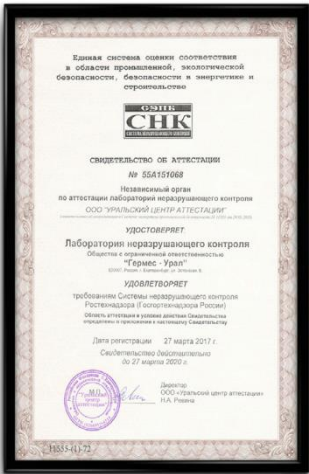 Единая система оценки соответствия
в области промышленной, экологической
безопасности, безопасности в энергетике и
строительстве
СНК
СИСТЕМА НЕРАЗРУШАЮЩЕГО КОНТРОЛЯ
СВИДЕТЕЛЬСТВО ОБ АТТЕСТАЦИИ
№ 55А151068
Независимый орган
по аттестации лабораторий неразрушающего контроля
ООО "УРАЛЬСКИЙ ЦЕНТР АТТЕСТАЦИИ"
УДОСТОВЕРЯЕТ
Лаборатория неразрушающего контроля
Общества с ограниченной ответственностью
"Гермес - Урал"
УДОВЛЕТВОРЯЕТ
требованиям Системы неразрушающего контроля
Ростехнадзора (Госгортехнадзора России)
Область аттестации и условия действия Свидетельства
определены в приложении к настоящему Свидетельству
Дата регистрации 27 марта 2017 г.
Свидетельство действительно
до 27 марта 2020 г.
М.П.
Директор
ООО «Уральский центр аттестации»
Н.А. Ревина